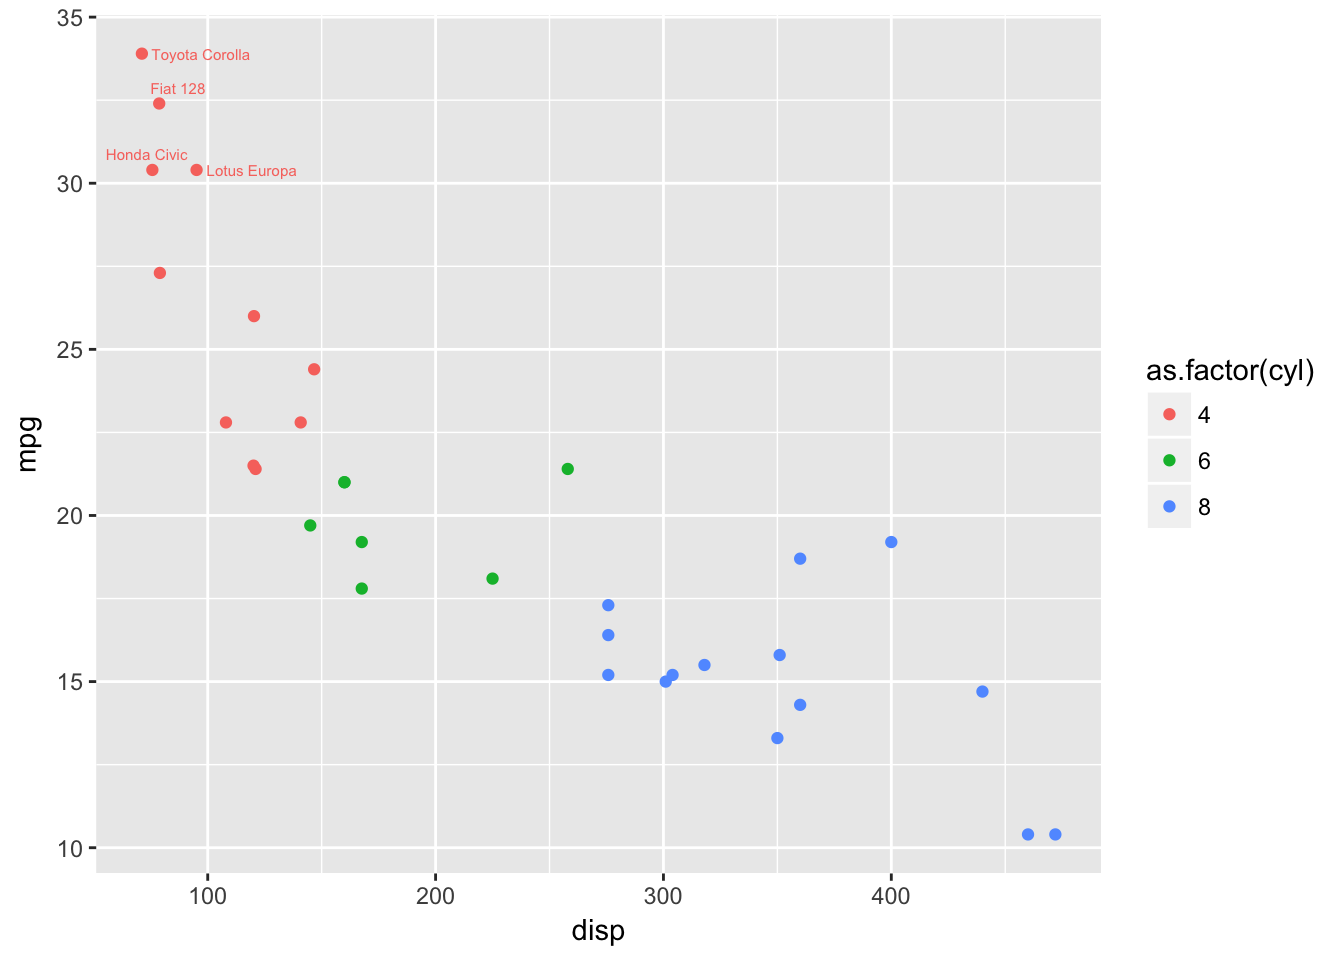 35
Toyota Corolla
Fiat 128
Honda Civic
Lotus Europa
30
25
20
15
10
mpg
100 200 300 400
disp
as.factor(cyl)
4
6
8